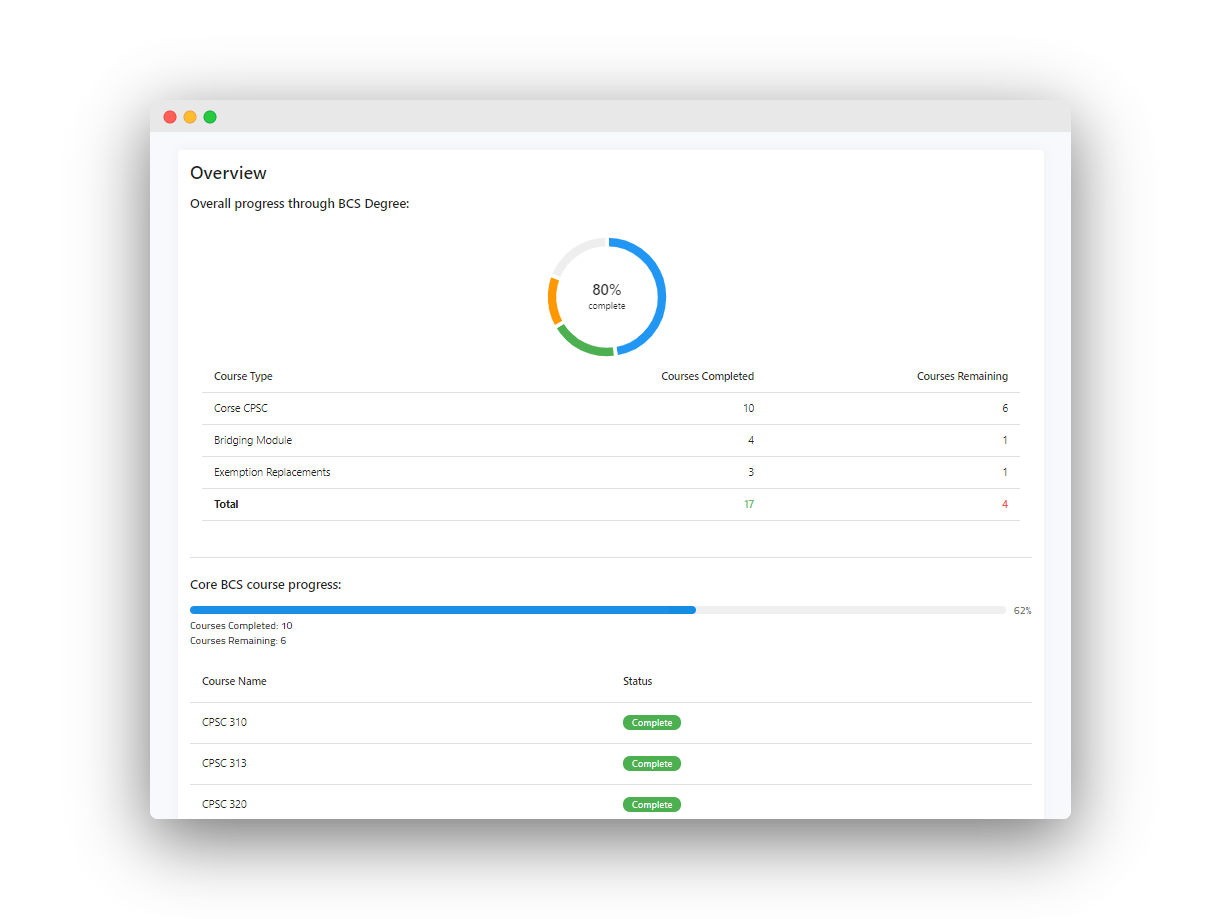 Overview
Overall progress through BCS Degree:
80%
complete
Course Type Courses Completed Courses Remaining
Corse CPSC 10 6
Bridging Module 4 1
Exemption Replacements 3 1
Total 17 4
Core BCS course progress:
62%
Courses Completed: 10
Courses Remaining: 6
Course Name Status
CPSC 310 Complete
CPSC 313 Complete
CPSC 320 Complete